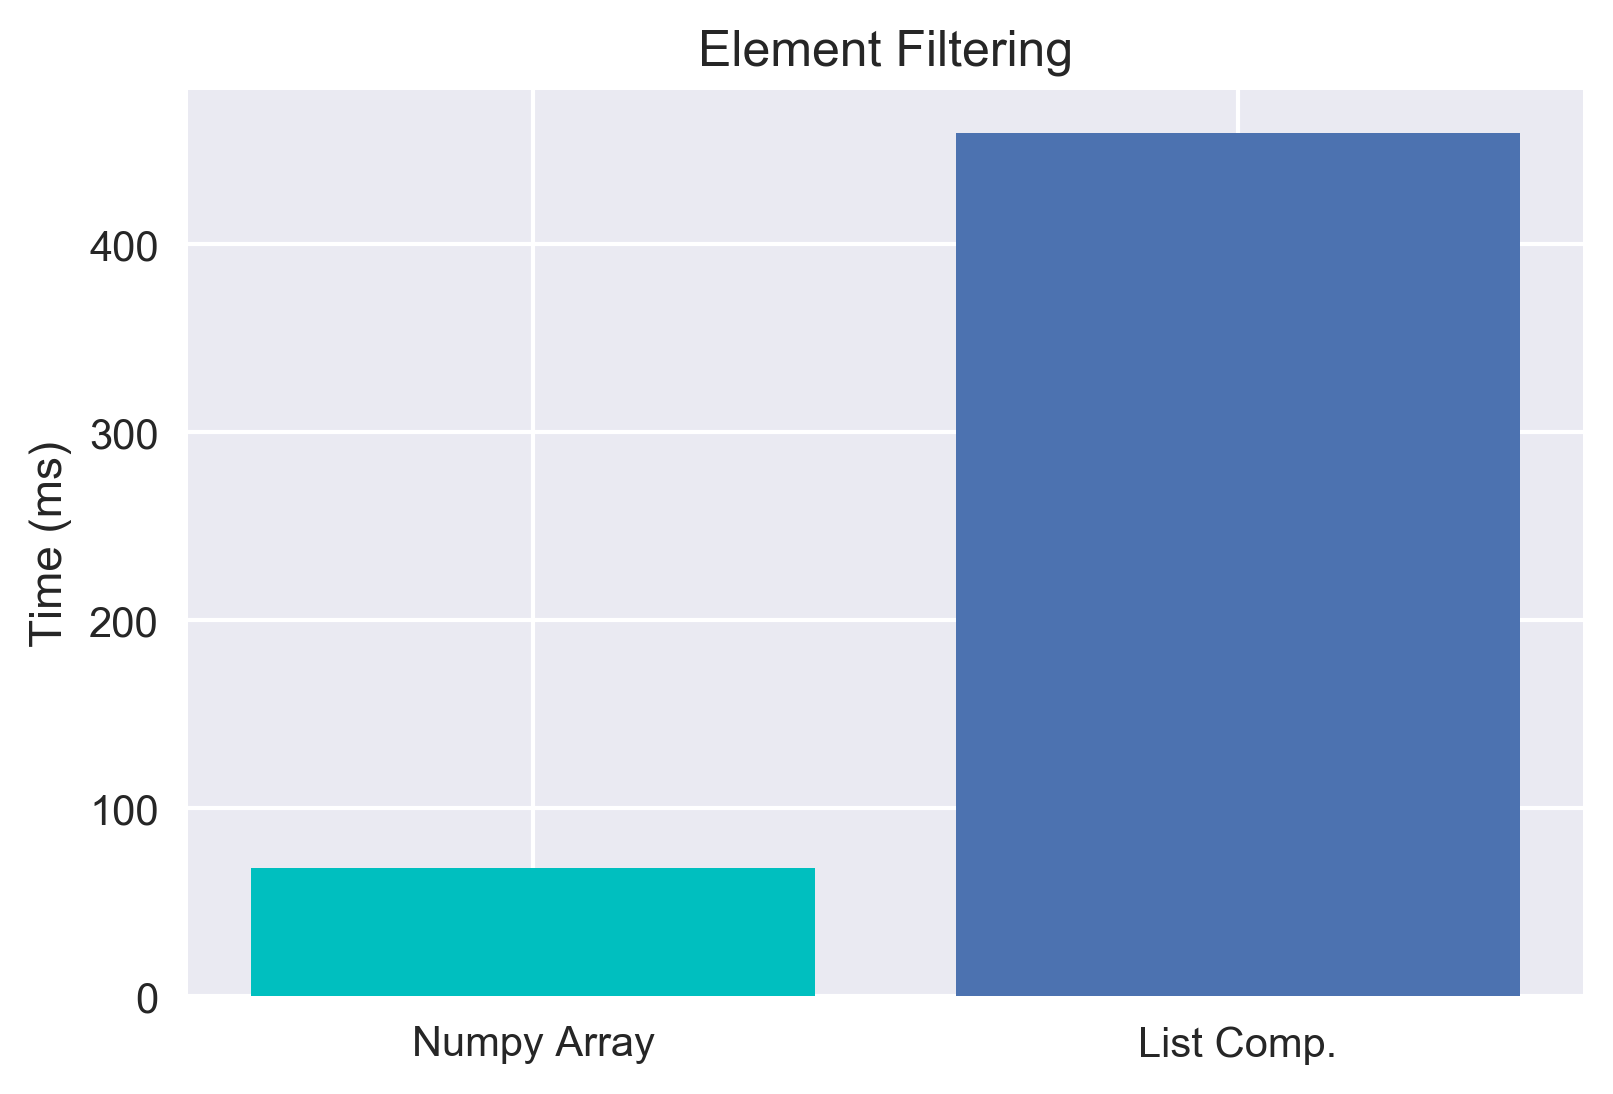 Element Filtering
Time (ms)
400
300
200
100
0
Numpy Array
List Comp.